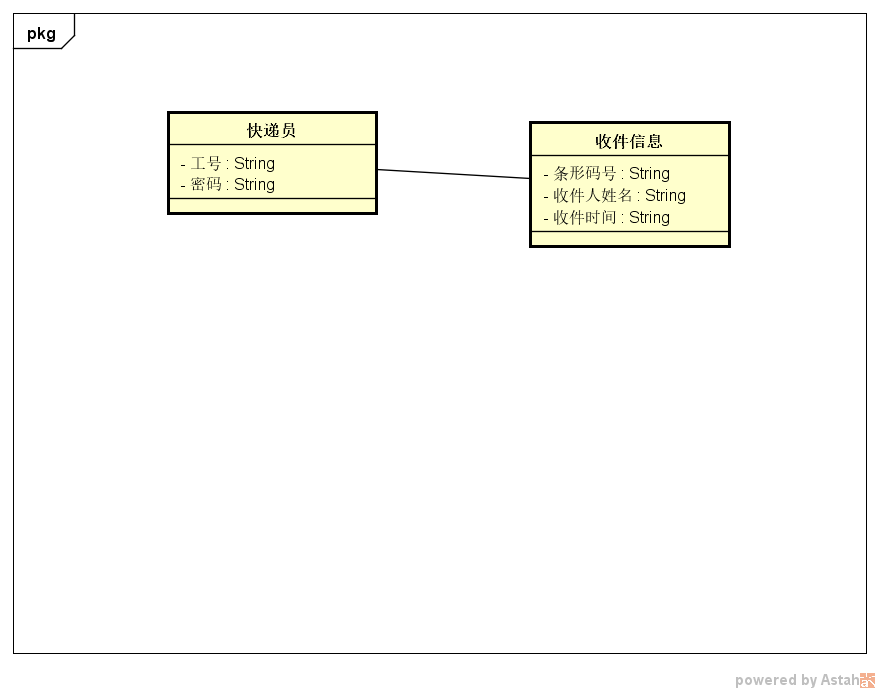 pkg
快递员
- 工号 : String
- 密码 : String
收件信息
- 条形码号 : String
- 收件人姓名 : String
- 收件时间 : String
powered by Astah